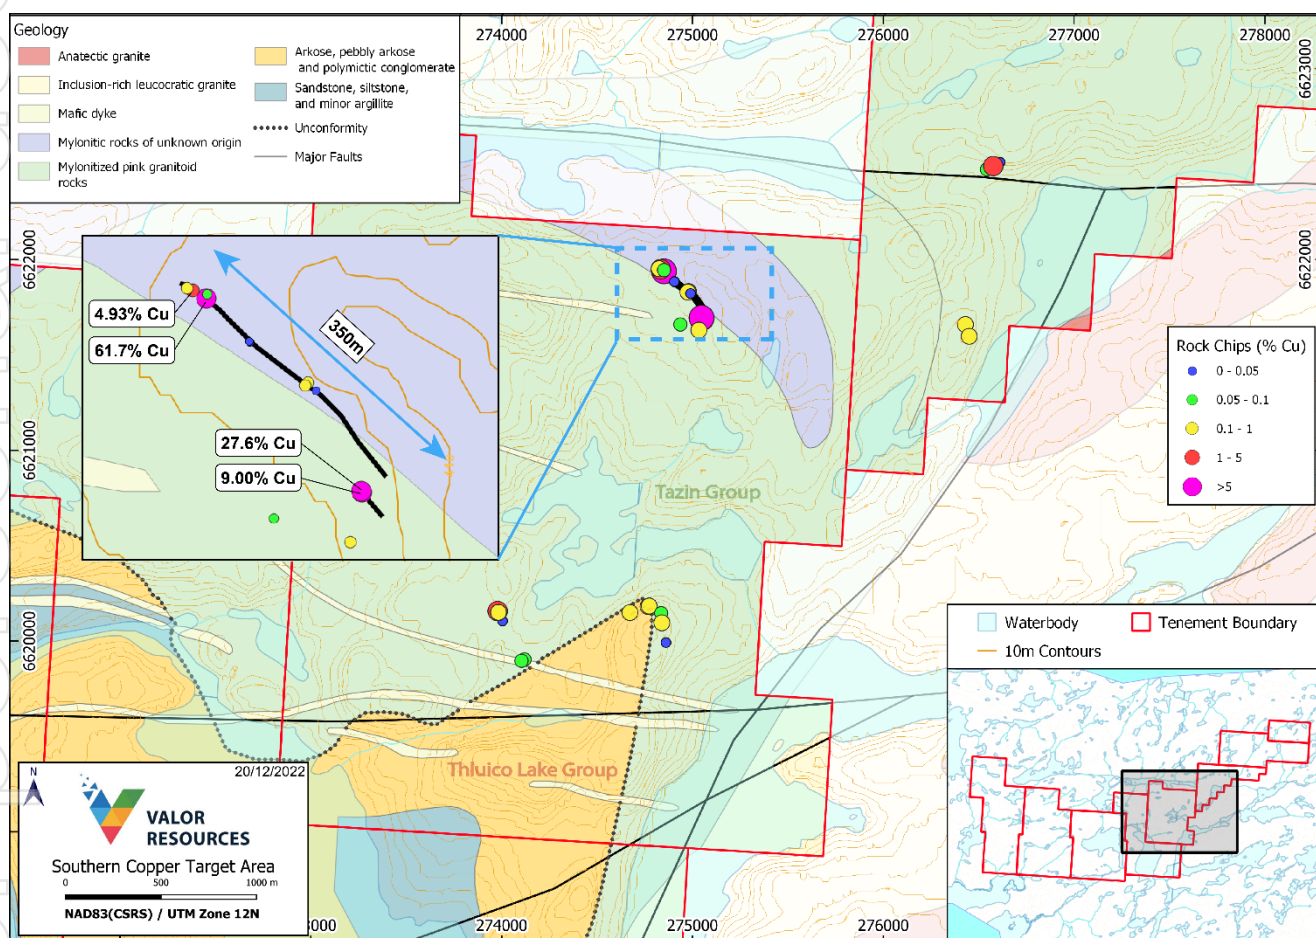 Geology
Anatectic granite
Inclusion-rich leucocratic granite
Mafic dyke
Mylonitic rocks of unknown origin
Mylonitized pink granitoid
rocks
Arkose, pebbly arkose
and polymictic conglomerate
Sandstone, siltstone,
and minor argillite
Unconformity
Major Faults
274000
275000
276000
277000
278000
6623000
6622000
6622000
6621000
6621000
6620000
4.93% Cu
61.7% Cu
350m
27.6% Cu
9.00% Cu
Rock Chips (% Cu)
0 - 0.05
0.05 - 0.1
0.1 - 1
1 - 5
>5
Tazin Group
Thluico Lake Group
Waterbody
Tenement Boundary
10m Contours
20/12/2022
N
VALOR
RESOURCES
Southern Copper Target Area
0 500 1000 m
NAD83(CSRS) / UTM Zone 12N
3000
274000
275000
276000